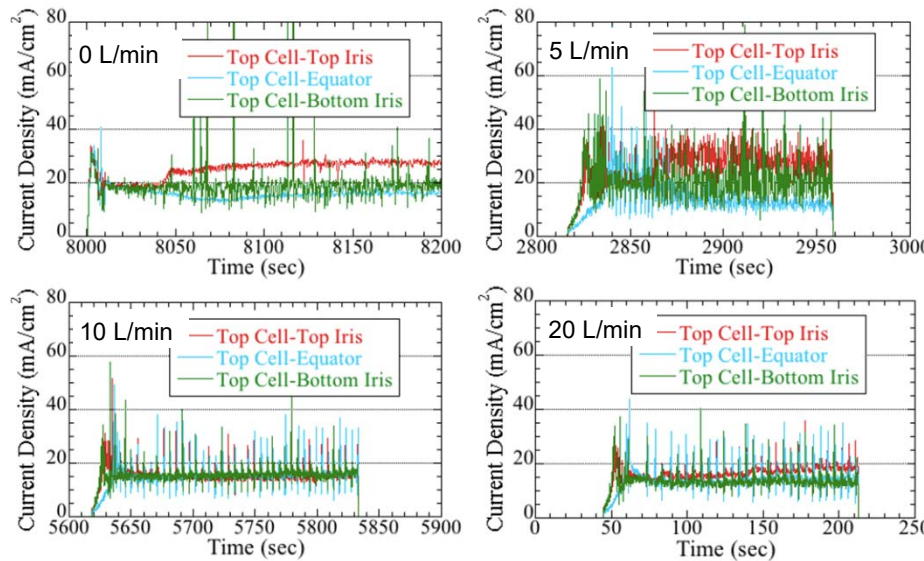 0 L/min
Top Cell-Top Iris
Top Cell-Equator
Top Cell-Bottom Iris
Current Density (mA/cm²)
80
60
40
20
0
8000 8050 8100 8150 8200
Time (sec)
5 L/min
Top Cell-Top Iris
Top Cell-Equator
Top Cell-Bottom Iris
Current Density (mA/cm²)
80
60
40
20
0
2800 2850 2900 2950 3000
Time (sec)
10 L/min
Top Cell-Top Iris
Top Cell-Equator
Top Cell-Bottom Iris
Current Density (mA/cm²)
80
60
40
20
0
5600 5650 5700 5750 5800 5850 5900
Time (sec)
20 L/min
Top Cell-Top Iris
Top Cell-Equator
Top Cell-Bottom Iris
Current Density (mA/cm²)
80
60
40
20
0
0 50 100 150 200 250
Time (sec)